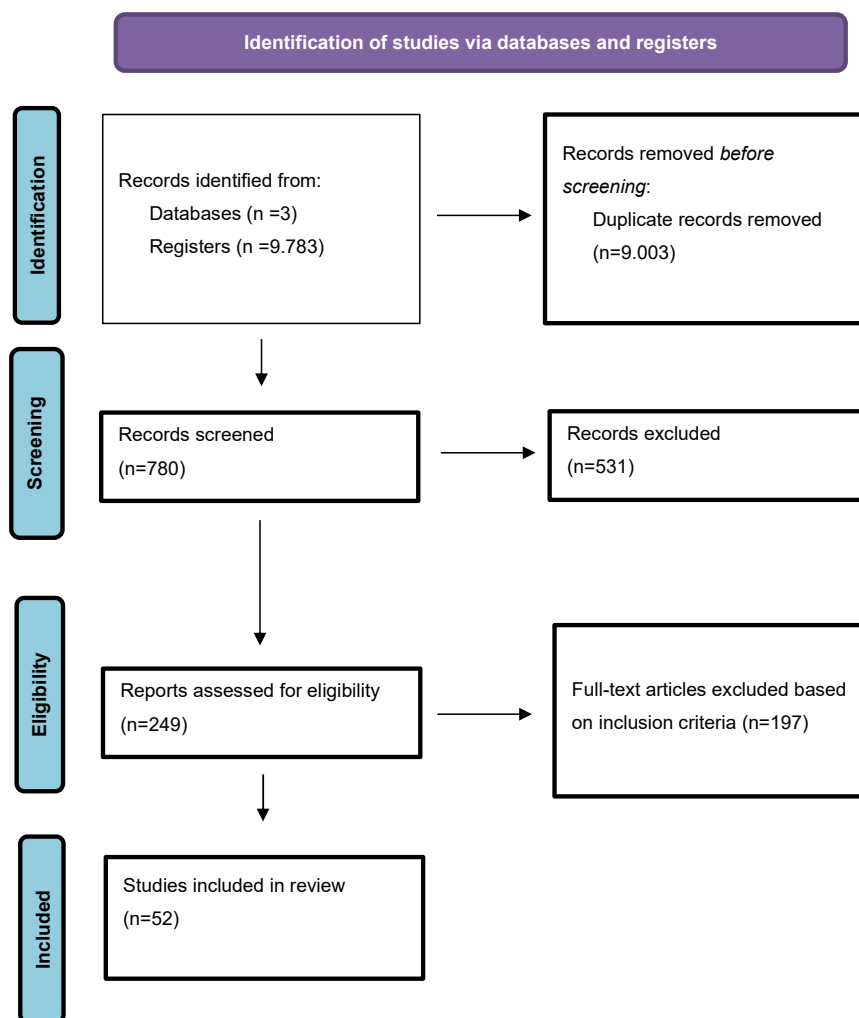 Identification of studies via databases and registers
Identification
Records identified from:
Databases (n =3)
Registers (n =9.783)
Records removed before
screening:
Duplicate records removed
(n=9.003)
Screening
Records screened
(n=780)
Records excluded
(n=531)
Eligibility
Reports assessed for eligibility
(n=249)
Full-text articles excluded based
on inclusion criteria (n=197)
Included
Studies included in review
(n=52)